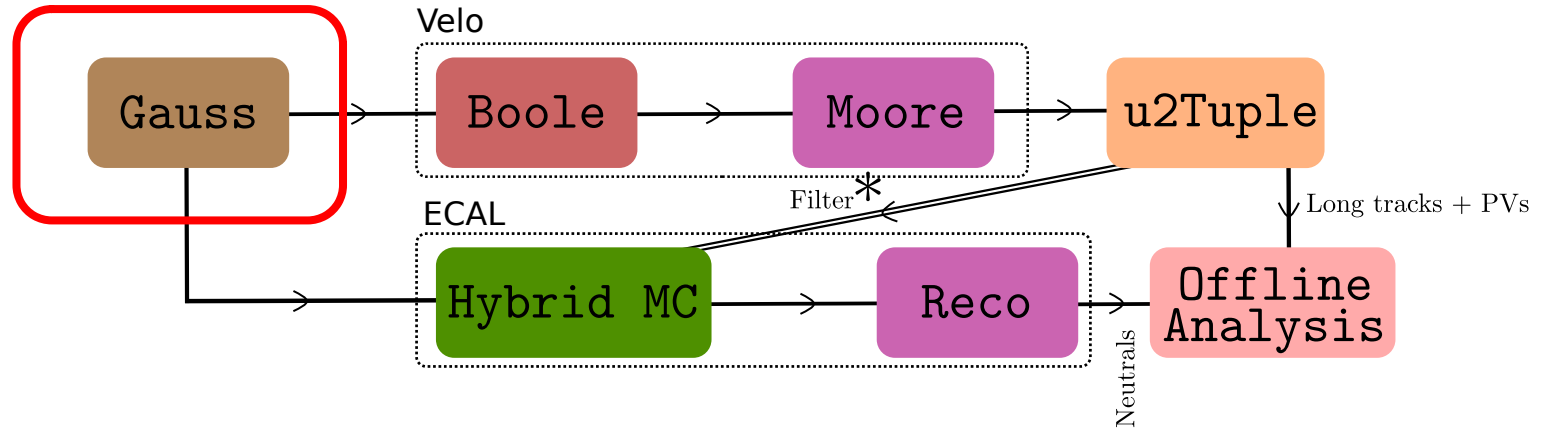 Velo
Gauss
Boole
Moore
u2Tuple
Filter *
Long tracks + PVs
ECAL
Hybrid MC
Reco
Offline
Analysis
Neutrals